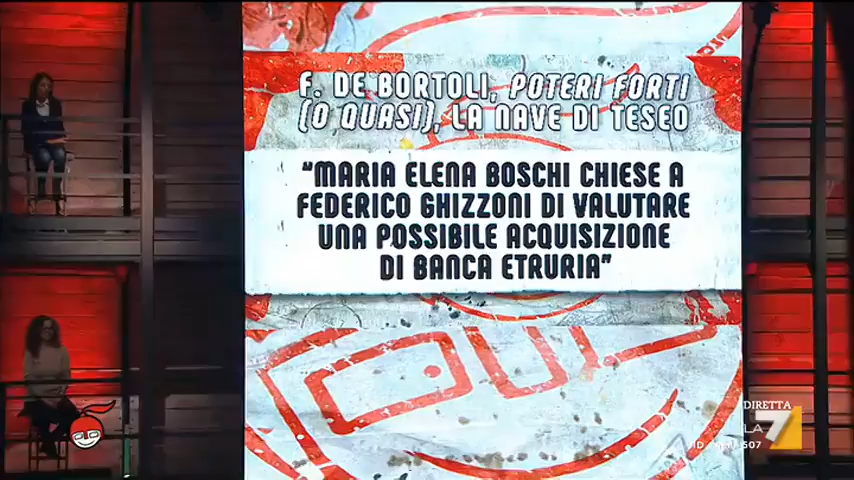 F. DE BORTOLI, POTERI FORTI
(O QUASI), LA NAVE DI TESEO
"MARIA ELENA BOSCHI CHIESE A
FEDERICO GHIZZONI DI VALUTARE
UNA POSSIBILE ACQUISIZIONE
DI BANCA ETRURIA"
DIRETTA
LA 7
507